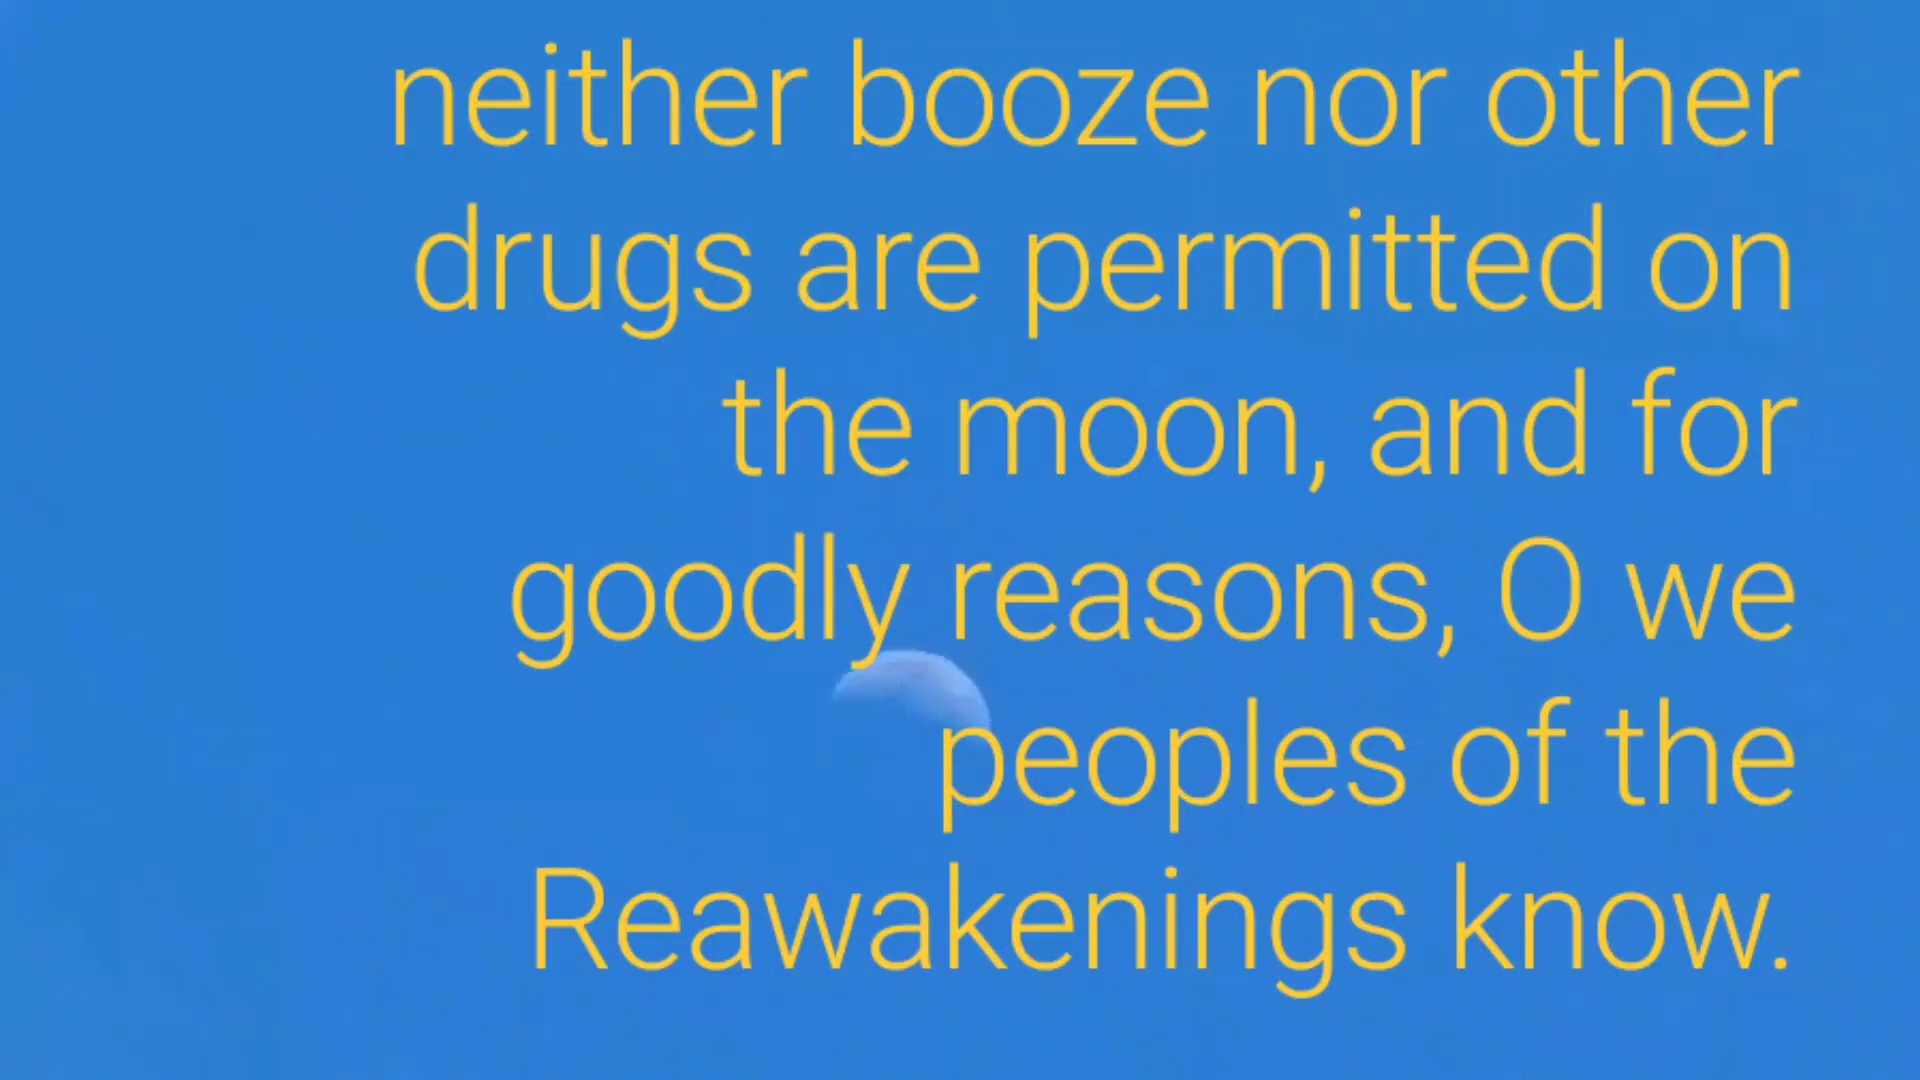 neither booze nor other
drugs are permitted on
the moon, and for
goodly reasons, O we
peoples of the
Reawakenings know.